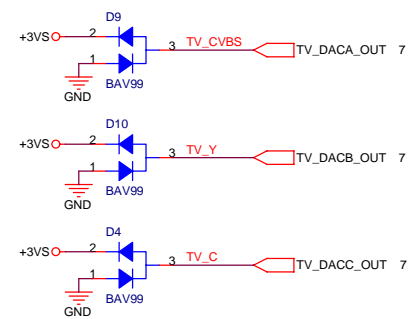 D9
+3VS 2
3 TV_CVBS TV_DACA_OUT 7
1
BAV99
GND
D10
+3VS 2
3 TV_Y TV_DACB_OUT 7
1
BAV99
GND
D4
+3VS 2
3 TV_C TV_DACC_OUT 7
1
BAV99
GND